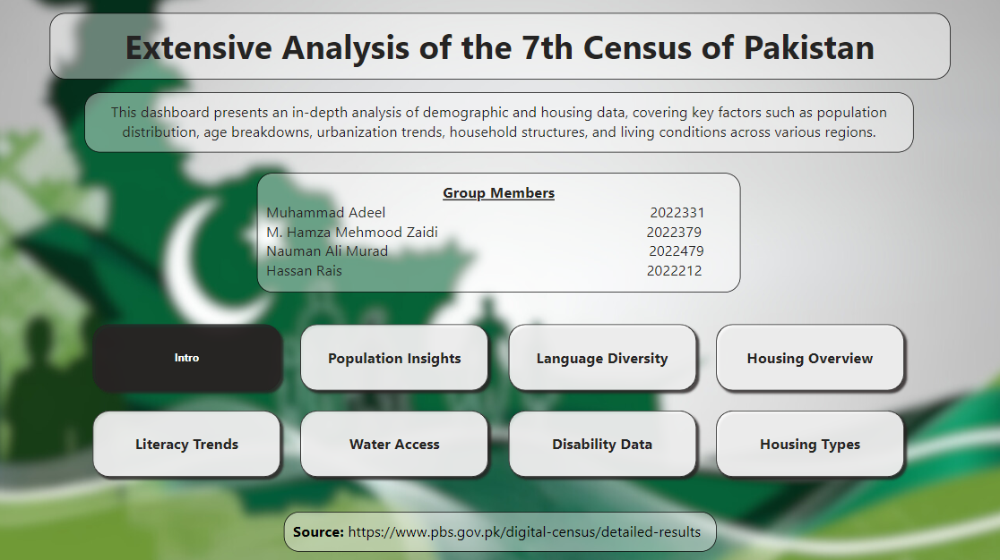 Extensive Analysis of the 7th Census of Pakistan
This dashboard presents an in-depth analysis of demographic and housing data, covering key factors such as population
distribution, age breakdowns, urbanization trends, household structures, and living conditions across various regions.
Group Members
Muhammad Adeel 2022331
M. Hamza Mehmood Zaidi 2022379
Nauman Ali Murad 2022479
Hassan Rais 2022212
Intro Population Insights Language Diversity Housing Overview
Literacy Trends Water Access Disability Data Housing Types
Source: https://www.pbs.gov.pk/digital-census/detailed-results